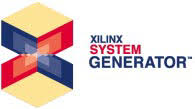 XILINX
SYSTEM
GENERATOR™